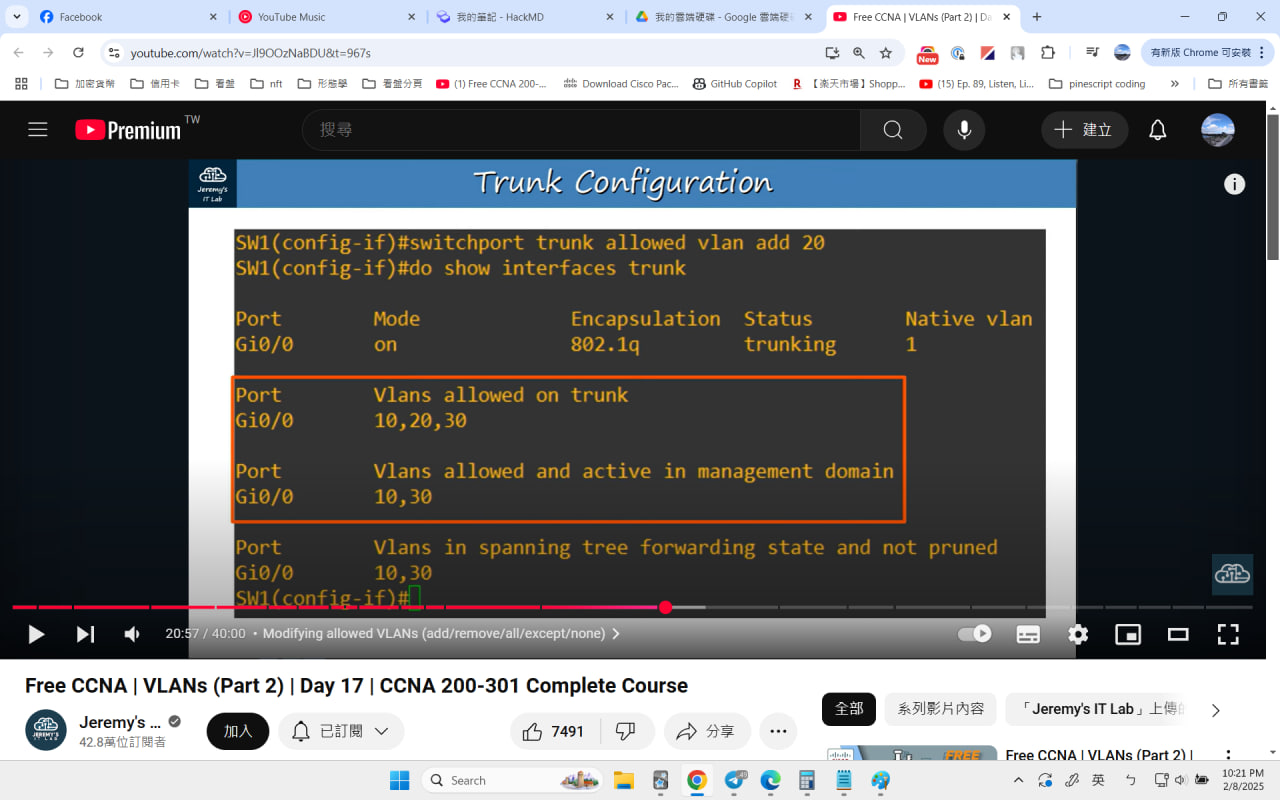 Facebook
YouTube Music
我的筆記 - HackMD
我的雲端硬碟 - Google 雲端硬碟
Free CCNA | VLANs (Part 2) | Da
youtube.com/watch?v=Jl9OOzNaBDU&t=967s
New
有新版 Chrome 可安裝
加密貨幣
信用卡
看盤
nft
形態學
看盤分頁
(1) Free CCNA 200-...
Download Cisco Pac...
GitHub Copilot
【楽天市場】Shopp...
(15) Ep. 89, Listen, Li...
pinescript coding
所有書籤
Premium TW
搜尋
建立
Jeremy's
IT Lab
Trunk Configuration
SW1(config-if)#switchport trunk allowed vlan add 20
SW1(config-if)#do show interfaces trunk
Port Mode Encapsulation Status Native vlan
Gi0/0 on 802.1q trunking 1
Port Vlans allowed on trunk
Gi0/0 10,20,30
Port Vlans allowed and active in management domain
Gi0/0 10,30
Port Vlans in spanning tree forwarding state and not pruned
Gi0/0 10,30
SW1(config-if)#
20:57 / 40:00 • Modifying allowed VLANs (add/remove/all/except/none)
Free CCNA | VLANs (Part 2) | Day 17 | CCNA 200-301 Complete Course
JEREMY'S
IT LAB
Jeremy's ...
42.8萬位訂閱者
加入
已訂閱
7491
分享
全部
系列影片內容
「Jeremy's IT Lab」上傳的
FREE
Free CCNA | VLANs (Part 2) |
Search
英
10:21 PM
2/8/2025